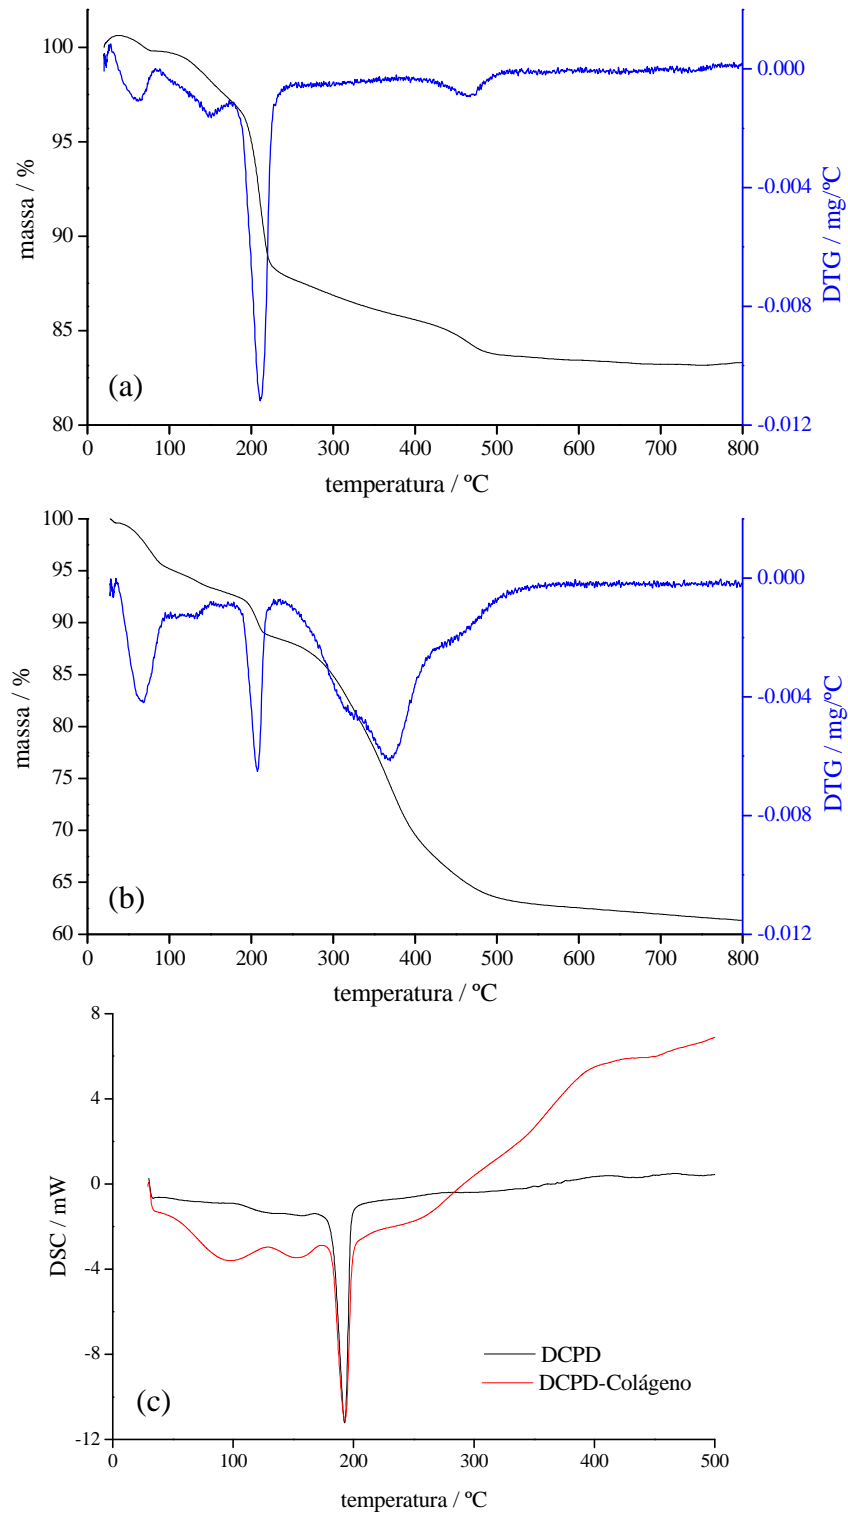 100
95
90
85
80
massa / %
0.000
-0.004
-0.008
-0.012
DTG / mg/ºC
(a)
0 100 200 300 400 500 600 700 800
temperatura / ºC
100
95
90
85
80
75
70
65
60
massa / %
0.000
-0.004
-0.008
-0.012
DTG / mg/ºC
(b)
0 100 200 300 400 500 600 700 800
temperatura / ºC
8
4
0
-4
-8
-12
DSC / mW
DCPD
DCPD-Colágeno
(c)
0 100 200 300 400 500
temperatura / ºC